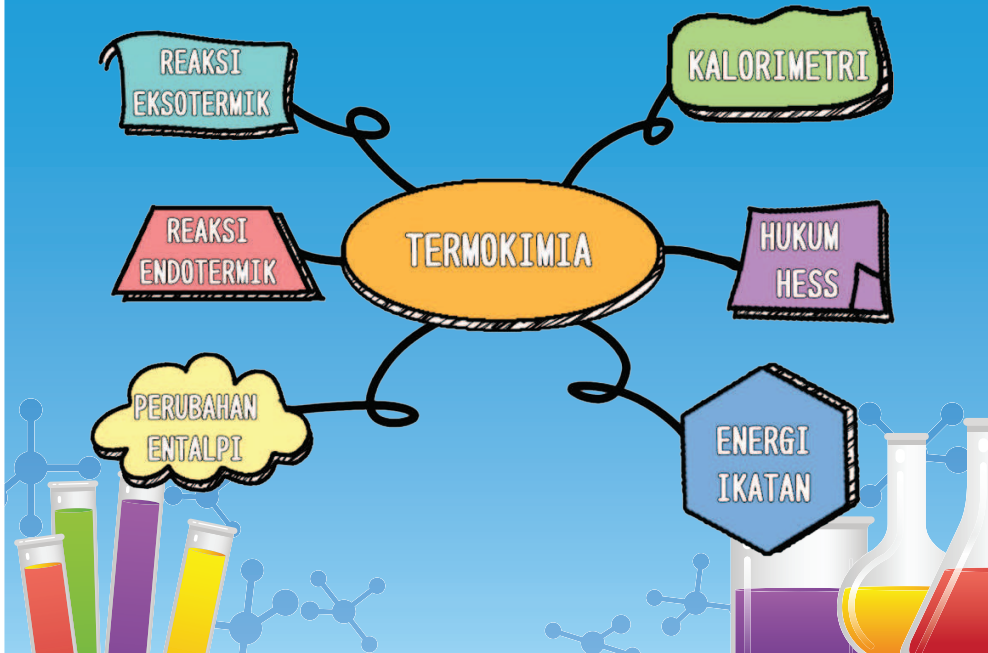 REAKSI
EKSOTERMIK
KALORIMETRI
REAKSI
ENDOTERMIK
TERMOKIMIA
HUKUM
HESS
PERUBAHAN
ENTALPI
ENERGI
IKATAN